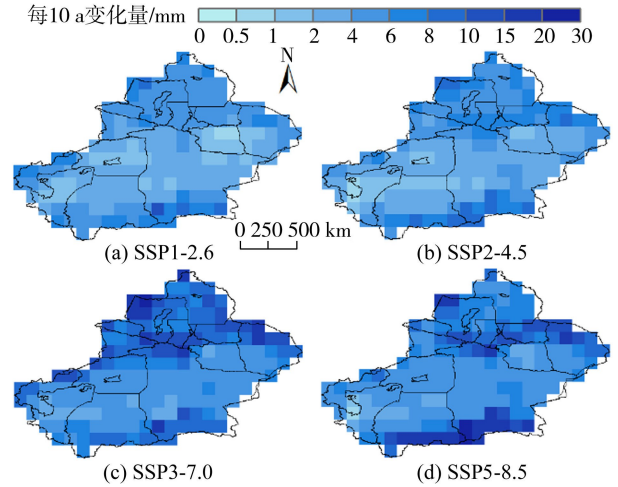 每10 a变化量/mm
0 0.5 1 2 4 6 8 10 15 20 30
N
0 250 500 km
(a) SSP1-2.6
(b) SSP2-4.5
(c) SSP3-7.0
(d) SSP5-8.5